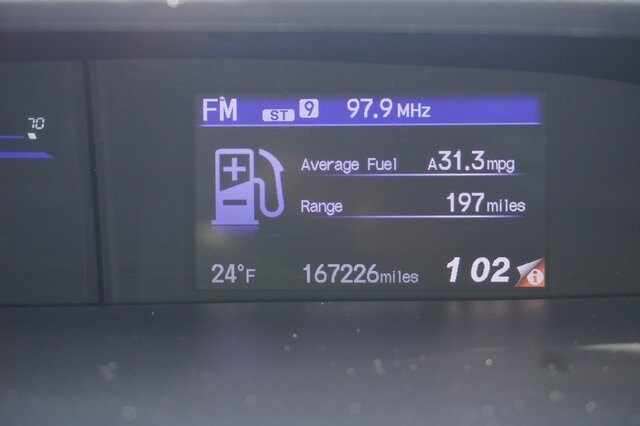 70
FM ST 9 97.9 MHz
Average Fuel A31.3mpg
Range 197miles
24°F 167226miles 1 02 i